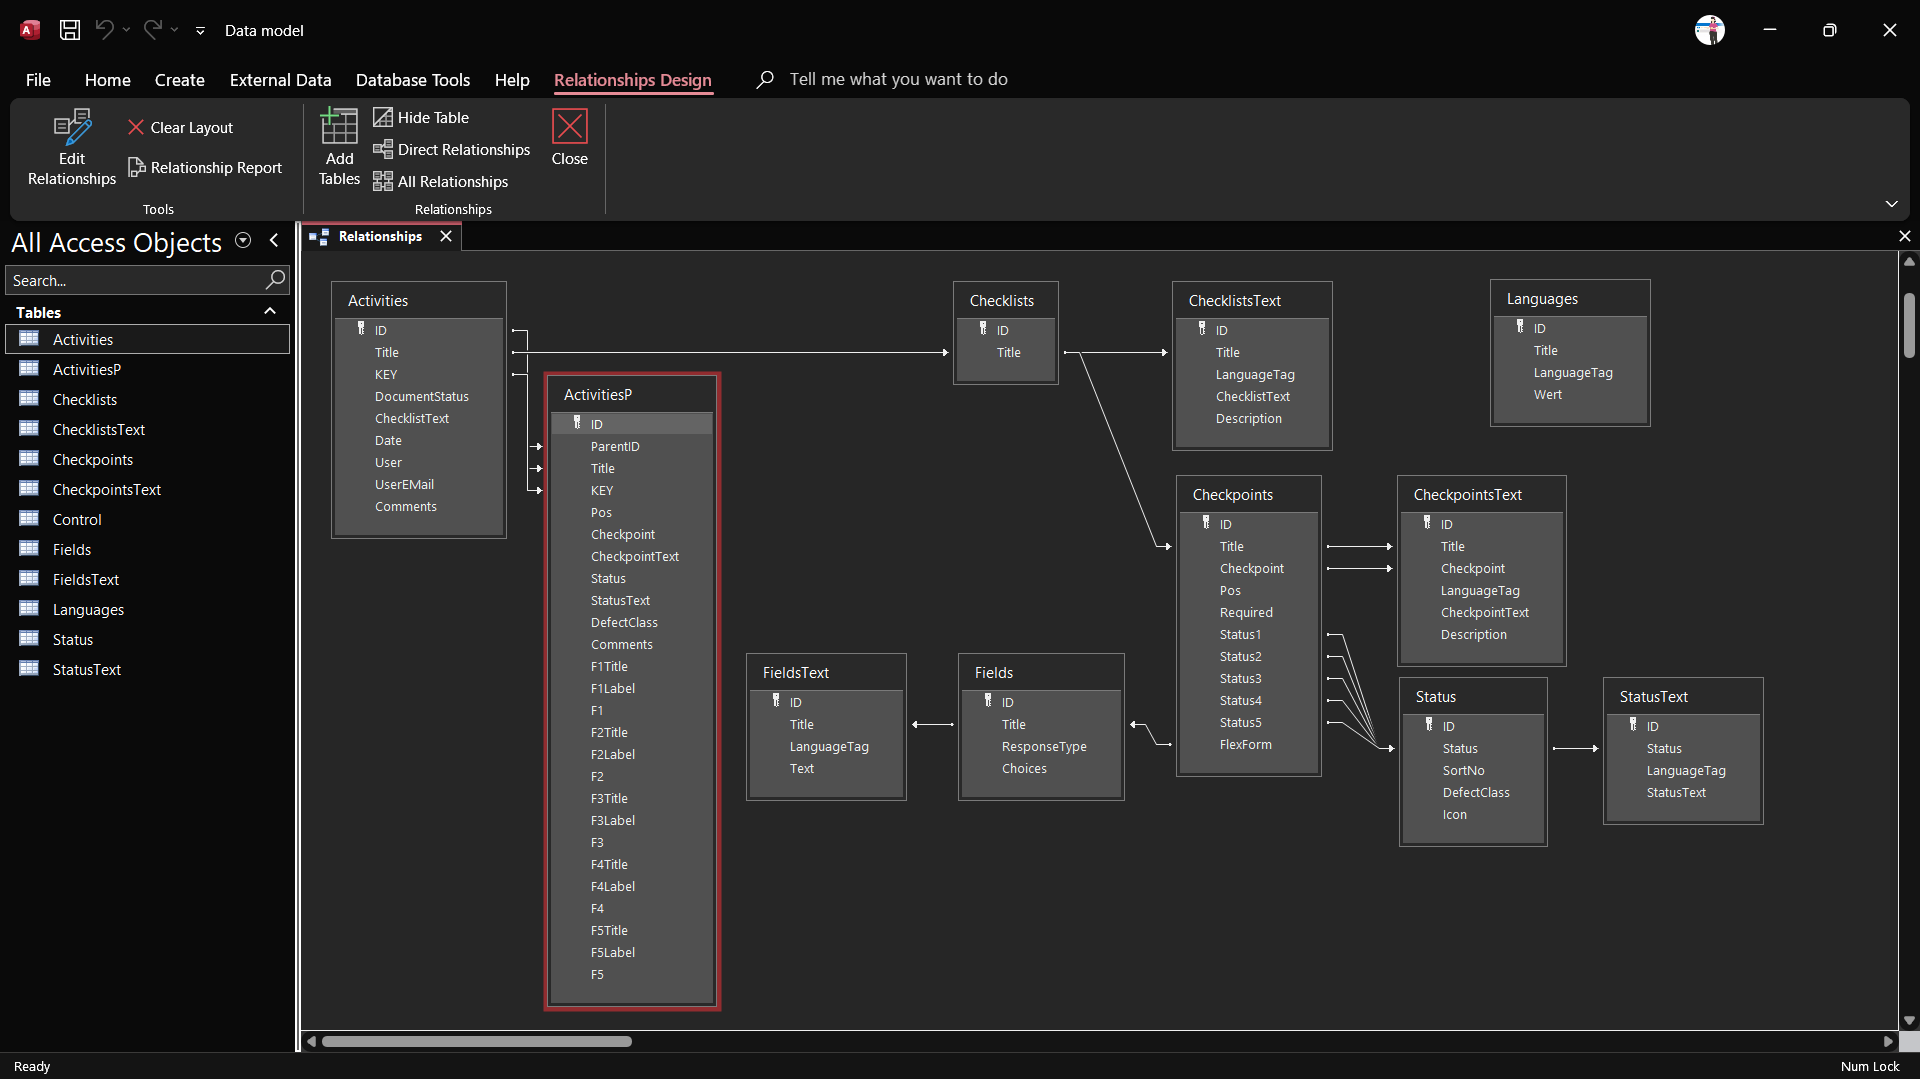 Data model
File
Home
Create
External Data
Database Tools
Help
Relationships Design
Tell me what you want to do
Edit
Relationships
Clear Layout
Relationship Report
Tools
Add
Tables
Hide Table
Direct Relationships
All Relationships
Relationships
Close
All Access Objects
Search...
Tables
Activities
ActivitiesP
Checklists
ChecklistsText
Checkpoints
CheckpointsText
Control
Fields
FieldsText
Languages
Status
StatusText
Relationships
Activities
ID
Title
KEY
DocumentStatus
ChecklistText
Date
User
UserEMail
Comments
ActivitiesP
ID
ParentID
Title
KEY
Pos
Checkpoint
CheckpointText
Status
StatusText
DefectClass
Comments
F1Title
F1Label
F1
F2Title
F2Label
F2
F3Title
F3Label
F3
F4Title
F4Label
F4
F5Title
F5Label
F5
Checklists
ID
Title
ChecklistsText
ID
Title
LanguageTag
ChecklistText
Description
Languages
ID
Title
LanguageTag
Wert
Checkpoints
ID
Title
Checkpoint
Pos
Required
Status1
Status2
Status3
Status4
Status5
FlexForm
CheckpointsText
ID
Title
Checkpoint
LanguageTag
CheckpointText
Description
FieldsText
ID
Title
LanguageTag
Text
Fields
ID
Title
ResponseType
Choices
Status
ID
Status
SortNo
DefectClass
Icon
StatusText
ID
Status
LanguageTag
StatusText
Ready
Num Lock